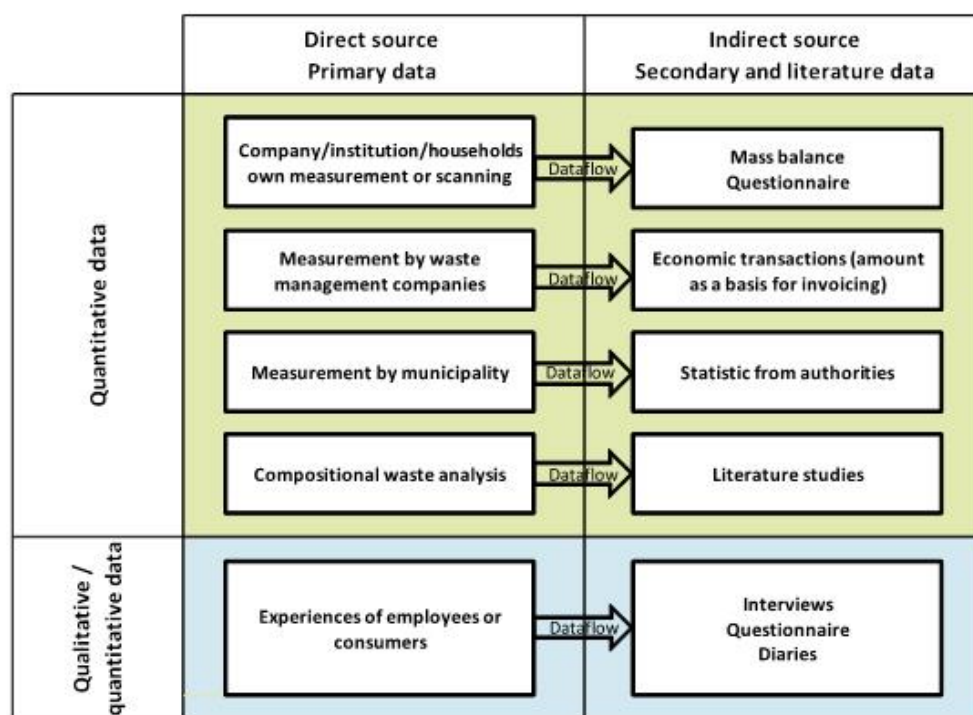 Direct source
Primary data
Indirect source
Secondary and literature data
Quantitative data
Company/institution/households
own measurement or scanning
Dataflow
Mass balance
Questionnaire
Measurement by waste
management companies
Dataflow
Economic transactions (amount
as a basis for invoicing)
Measurement by municipality
Dataflow
Statistic from authorities
Compositional waste analysis
Dataflow
Literature studies
Qualitative /
quantitative data
Experiences of employees or
consumers
Dataflow
Interviews
Questionnaire
Diaries